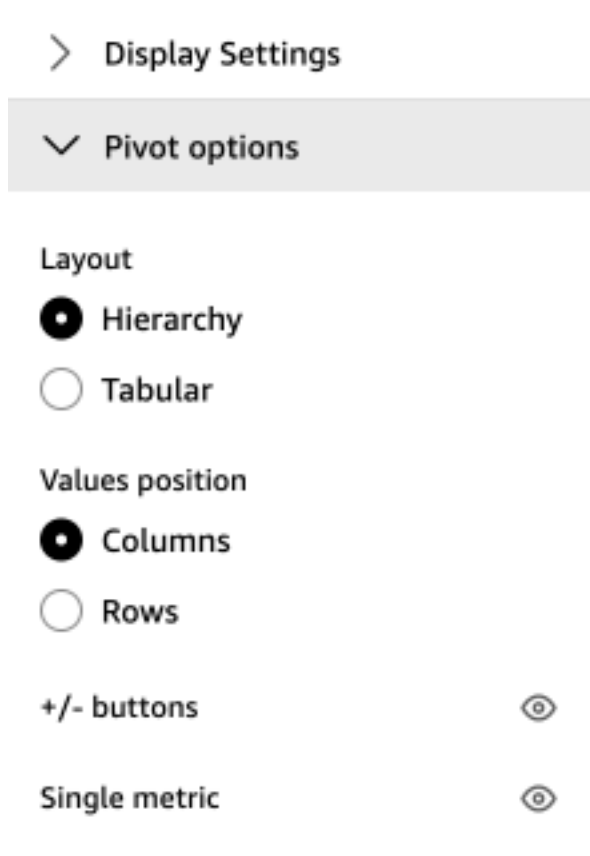 Display Settings
Pivot options
Layout
Hierarchy
Tabular
Values position
Columns
Rows
+/- buttons
Single metric